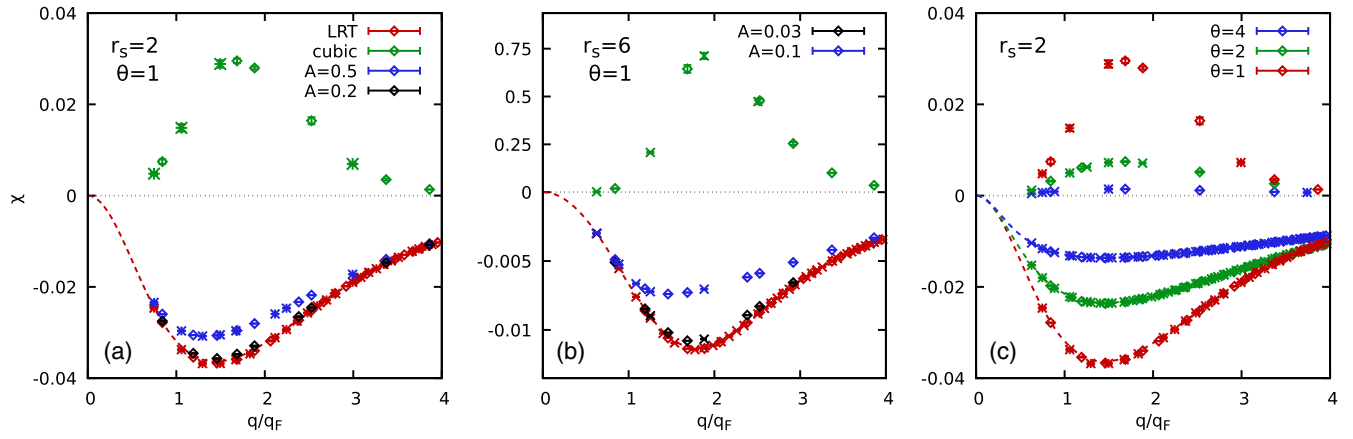 0.04
0.02
0
-0.02
-0.04
χ
r_s=2
θ=1
LRT
cubic
A=0.5
A=0.2
(a)
0 1 2 3 4
q/q_F
0.75
0.5
0.25
0
-0.005
-0.01
r_s=6
θ=1
A=0.03
A=0.1
(b)
0 1 2 3 4
q/q_F
0.04
0.02
0
-0.02
-0.04
r_s=2
θ=4
θ=2
θ=1
(c)
0 1 2 3 4
q/q_F